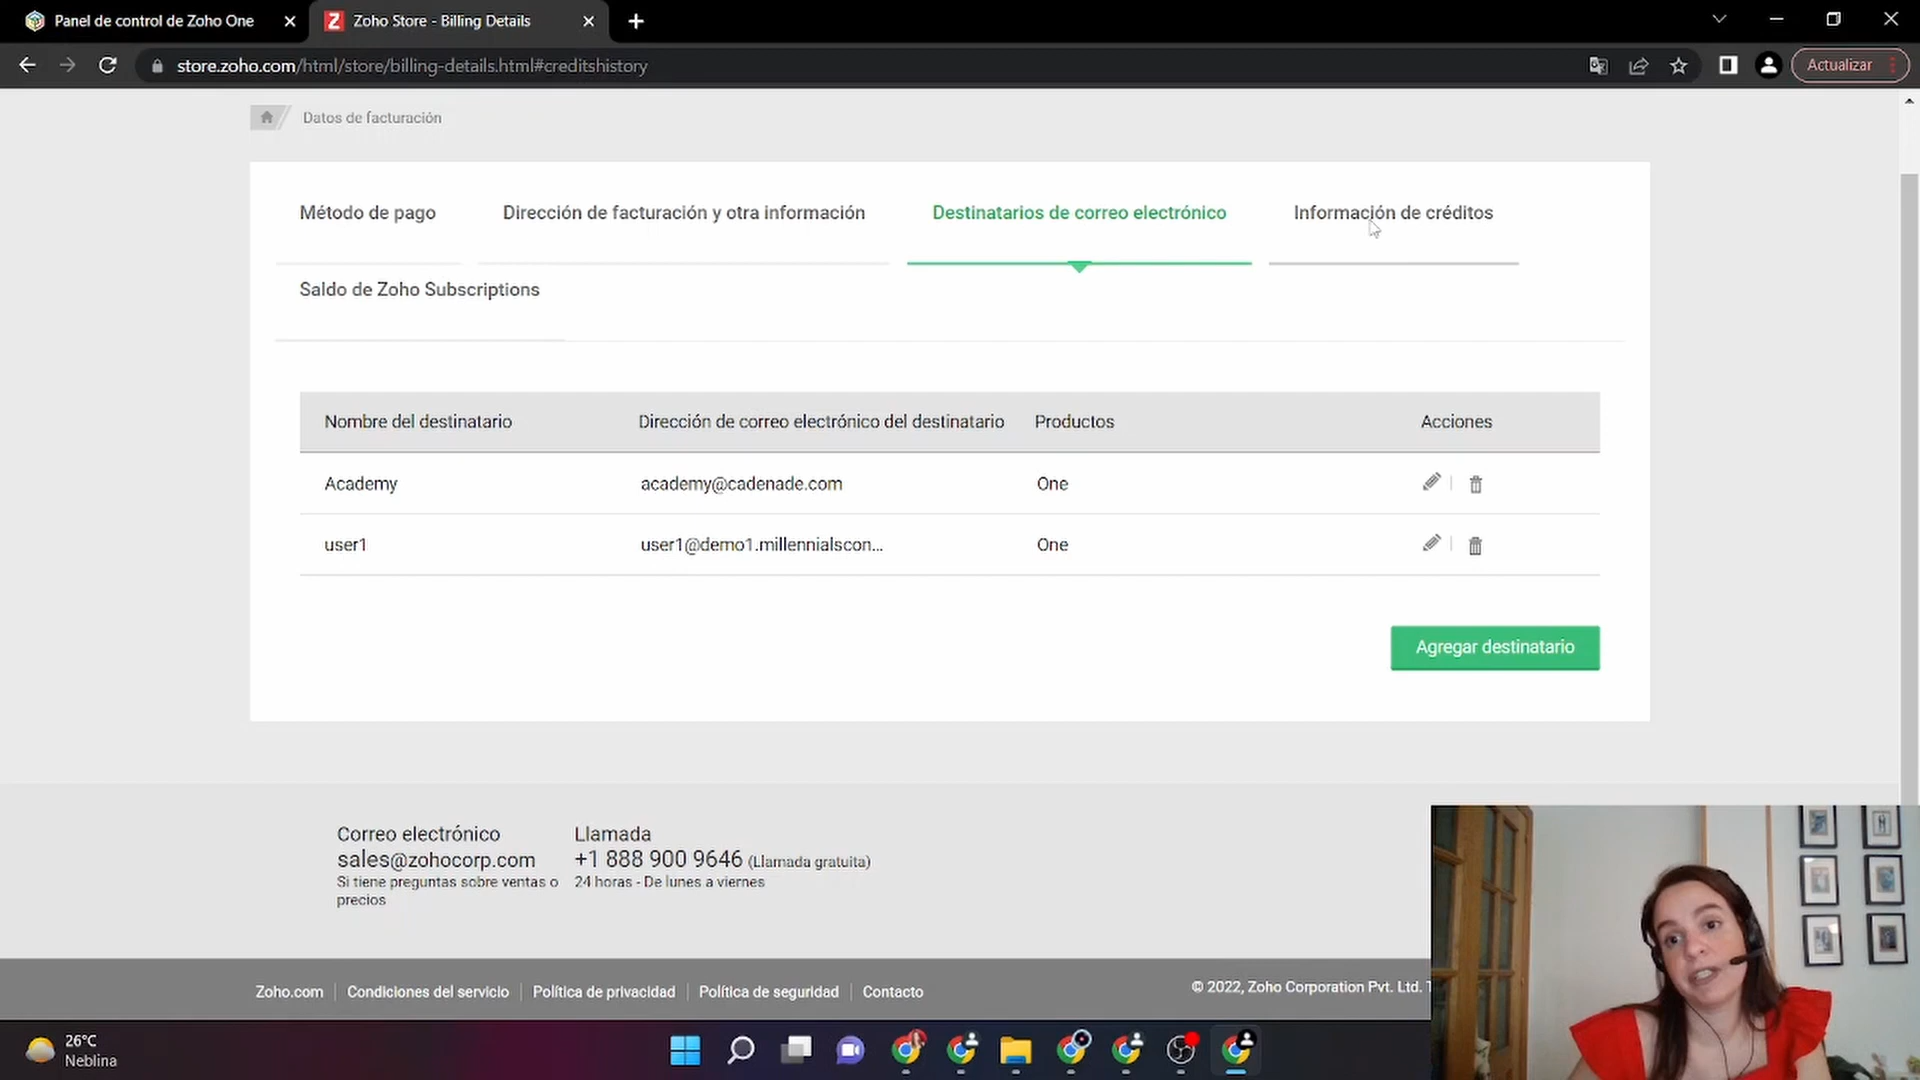 Panel de control de Zoho One
Zoho Store - Billing Details
store.zoho.com/html/store/billing-details.html#creditshistory
Actualizar
Datos de facturación
Método de pago
Dirección de facturación y otra información
Destinatarios de correo electrónico
Información de créditos
Saldo de Zoho Subscriptions
Nombre del destinatario Dirección de correo electrónico del destinatario Productos Acciones
Academy academy@cadenade.com One
user1 user1@demo1.millennialscon... One
Agregar destinatario
Correo electrónico
sales@zohocorp.com
Si tiene preguntas sobre ventas o
precios
Llamada
+1 888 900 9646 (Llamada gratuita)
24 horas - De lunes a viernes
Zoho.com
Condiciones del servicio
Política de privacidad
Política de seguridad
Contacto
© 2022, Zoho Corporation Pvt. Ltd.
26°C
Neblina